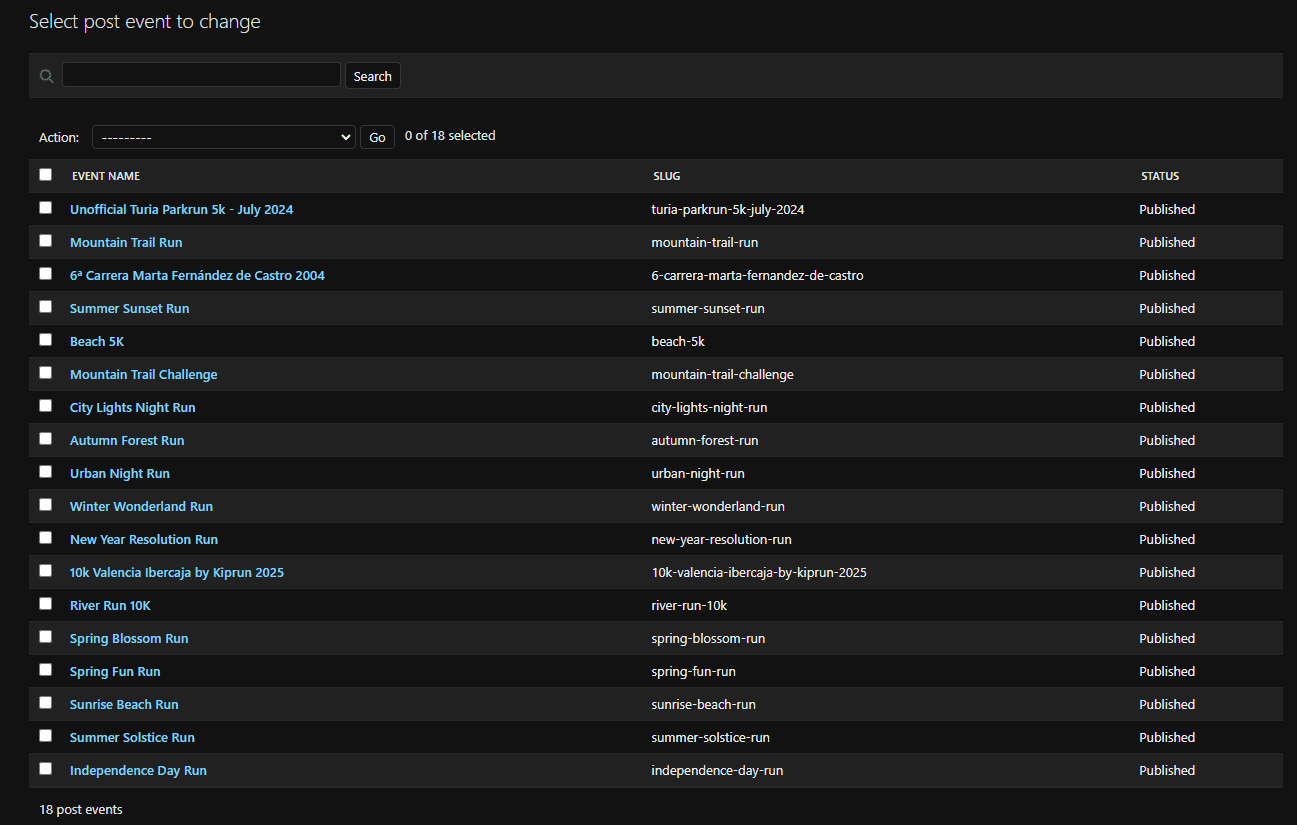 Select post event to change
Search
Action: --------- Go 0 of 18 selected
EVENT NAME SLUG STATUS
Unofficial Turia Parkrun 5k - July 2024 turia-parkrun-5k-july-2024 Published
Mountain Trail Run mountain-trail-run Published
6ª Carrera Marta Fernández de Castro 2004 6-carrera-marta-fernandez-de-castro Published
Summer Sunset Run summer-sunset-run Published
Beach 5K beach-5k Published
Mountain Trail Challenge mountain-trail-challenge Published
City Lights Night Run city-lights-night-run Published
Autumn Forest Run autumn-forest-run Published
Urban Night Run urban-night-run Published
Winter Wonderland Run winter-wonderland-run Published
New Year Resolution Run new-year-resolution-run Published
10k Valencia Ibercaja by Kiprun 2025 10k-valencia-ibercaja-by-kiprun-2025 Published
River Run 10K river-run-10k Published
Spring Blossom Run spring-blossom-run Published
Spring Fun Run spring-fun-run Published
Sunrise Beach Run sunrise-beach-run Published
Summer Solstice Run summer-solstice-run Published
Independence Day Run independence-day-run Published
18 post events